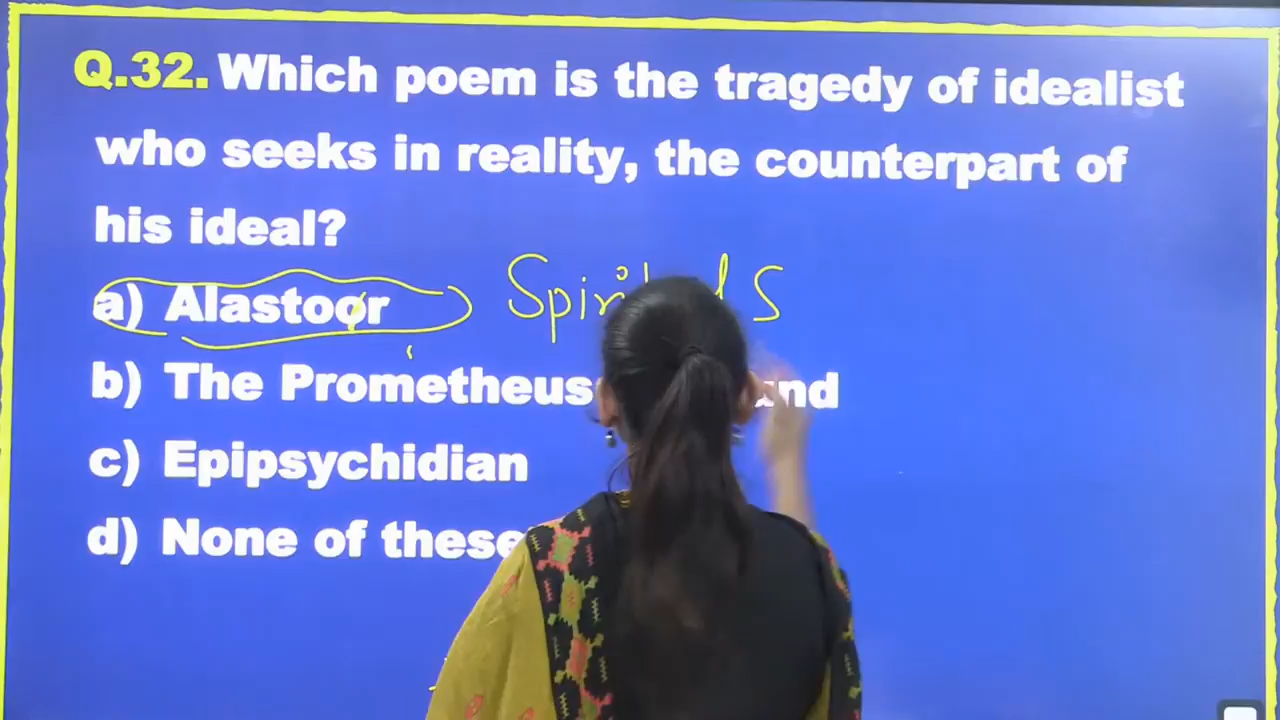 Q.32. Which poem is the tragedy of idealist
who seeks in reality, the counterpart of
his ideal?
a) Alastoor
b) The Prometheus
c) Epipsychidian
d) None of these